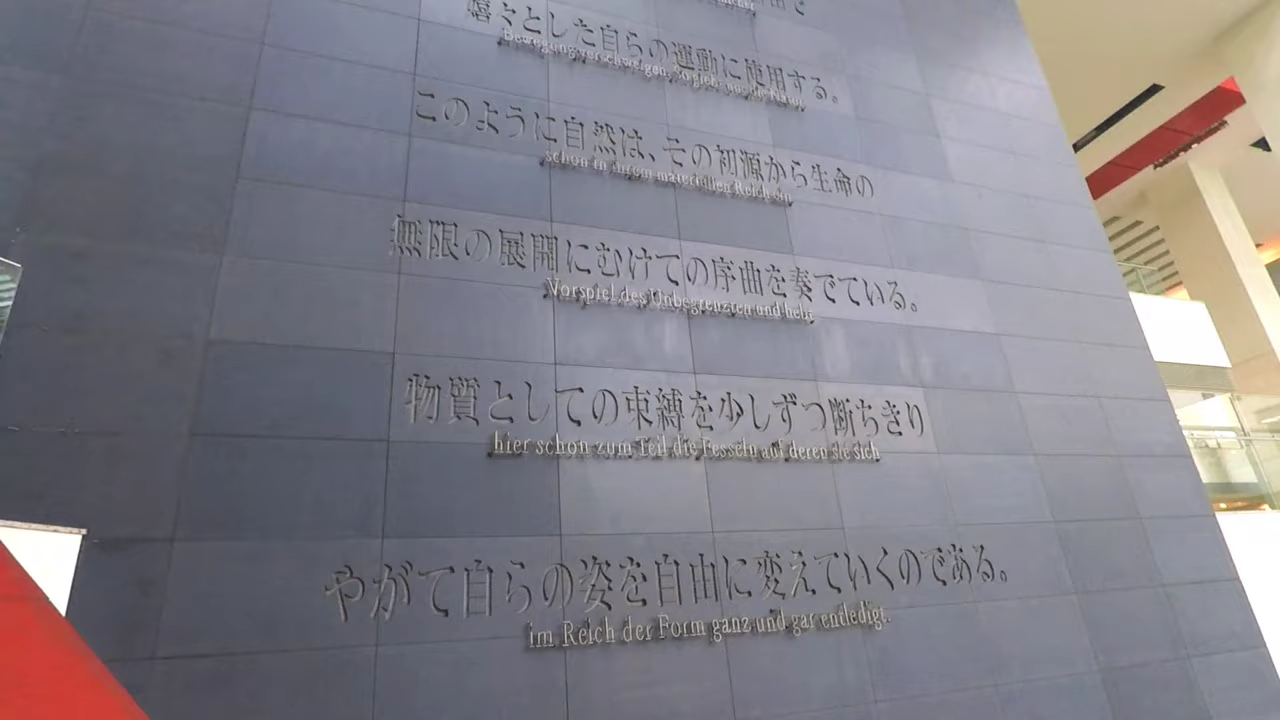 嬉々とした自らの運動に使用する。
Bewegung verschweigen. So giebt uns die Natur
このように自然は、その初源から生命の
schon in ihrem materiellen Reich ein
無限の展開にむけての序曲を奏でている。
Vorspiel des Unbegrenzten und hebt
物質としての束縛を少しずつ断ちきり
hier schon zum Teil die Fesseln auf deren sie sich
やがて自らの姿を自由に変えていくのである。
im Reich der Form ganz und gar entledigt.